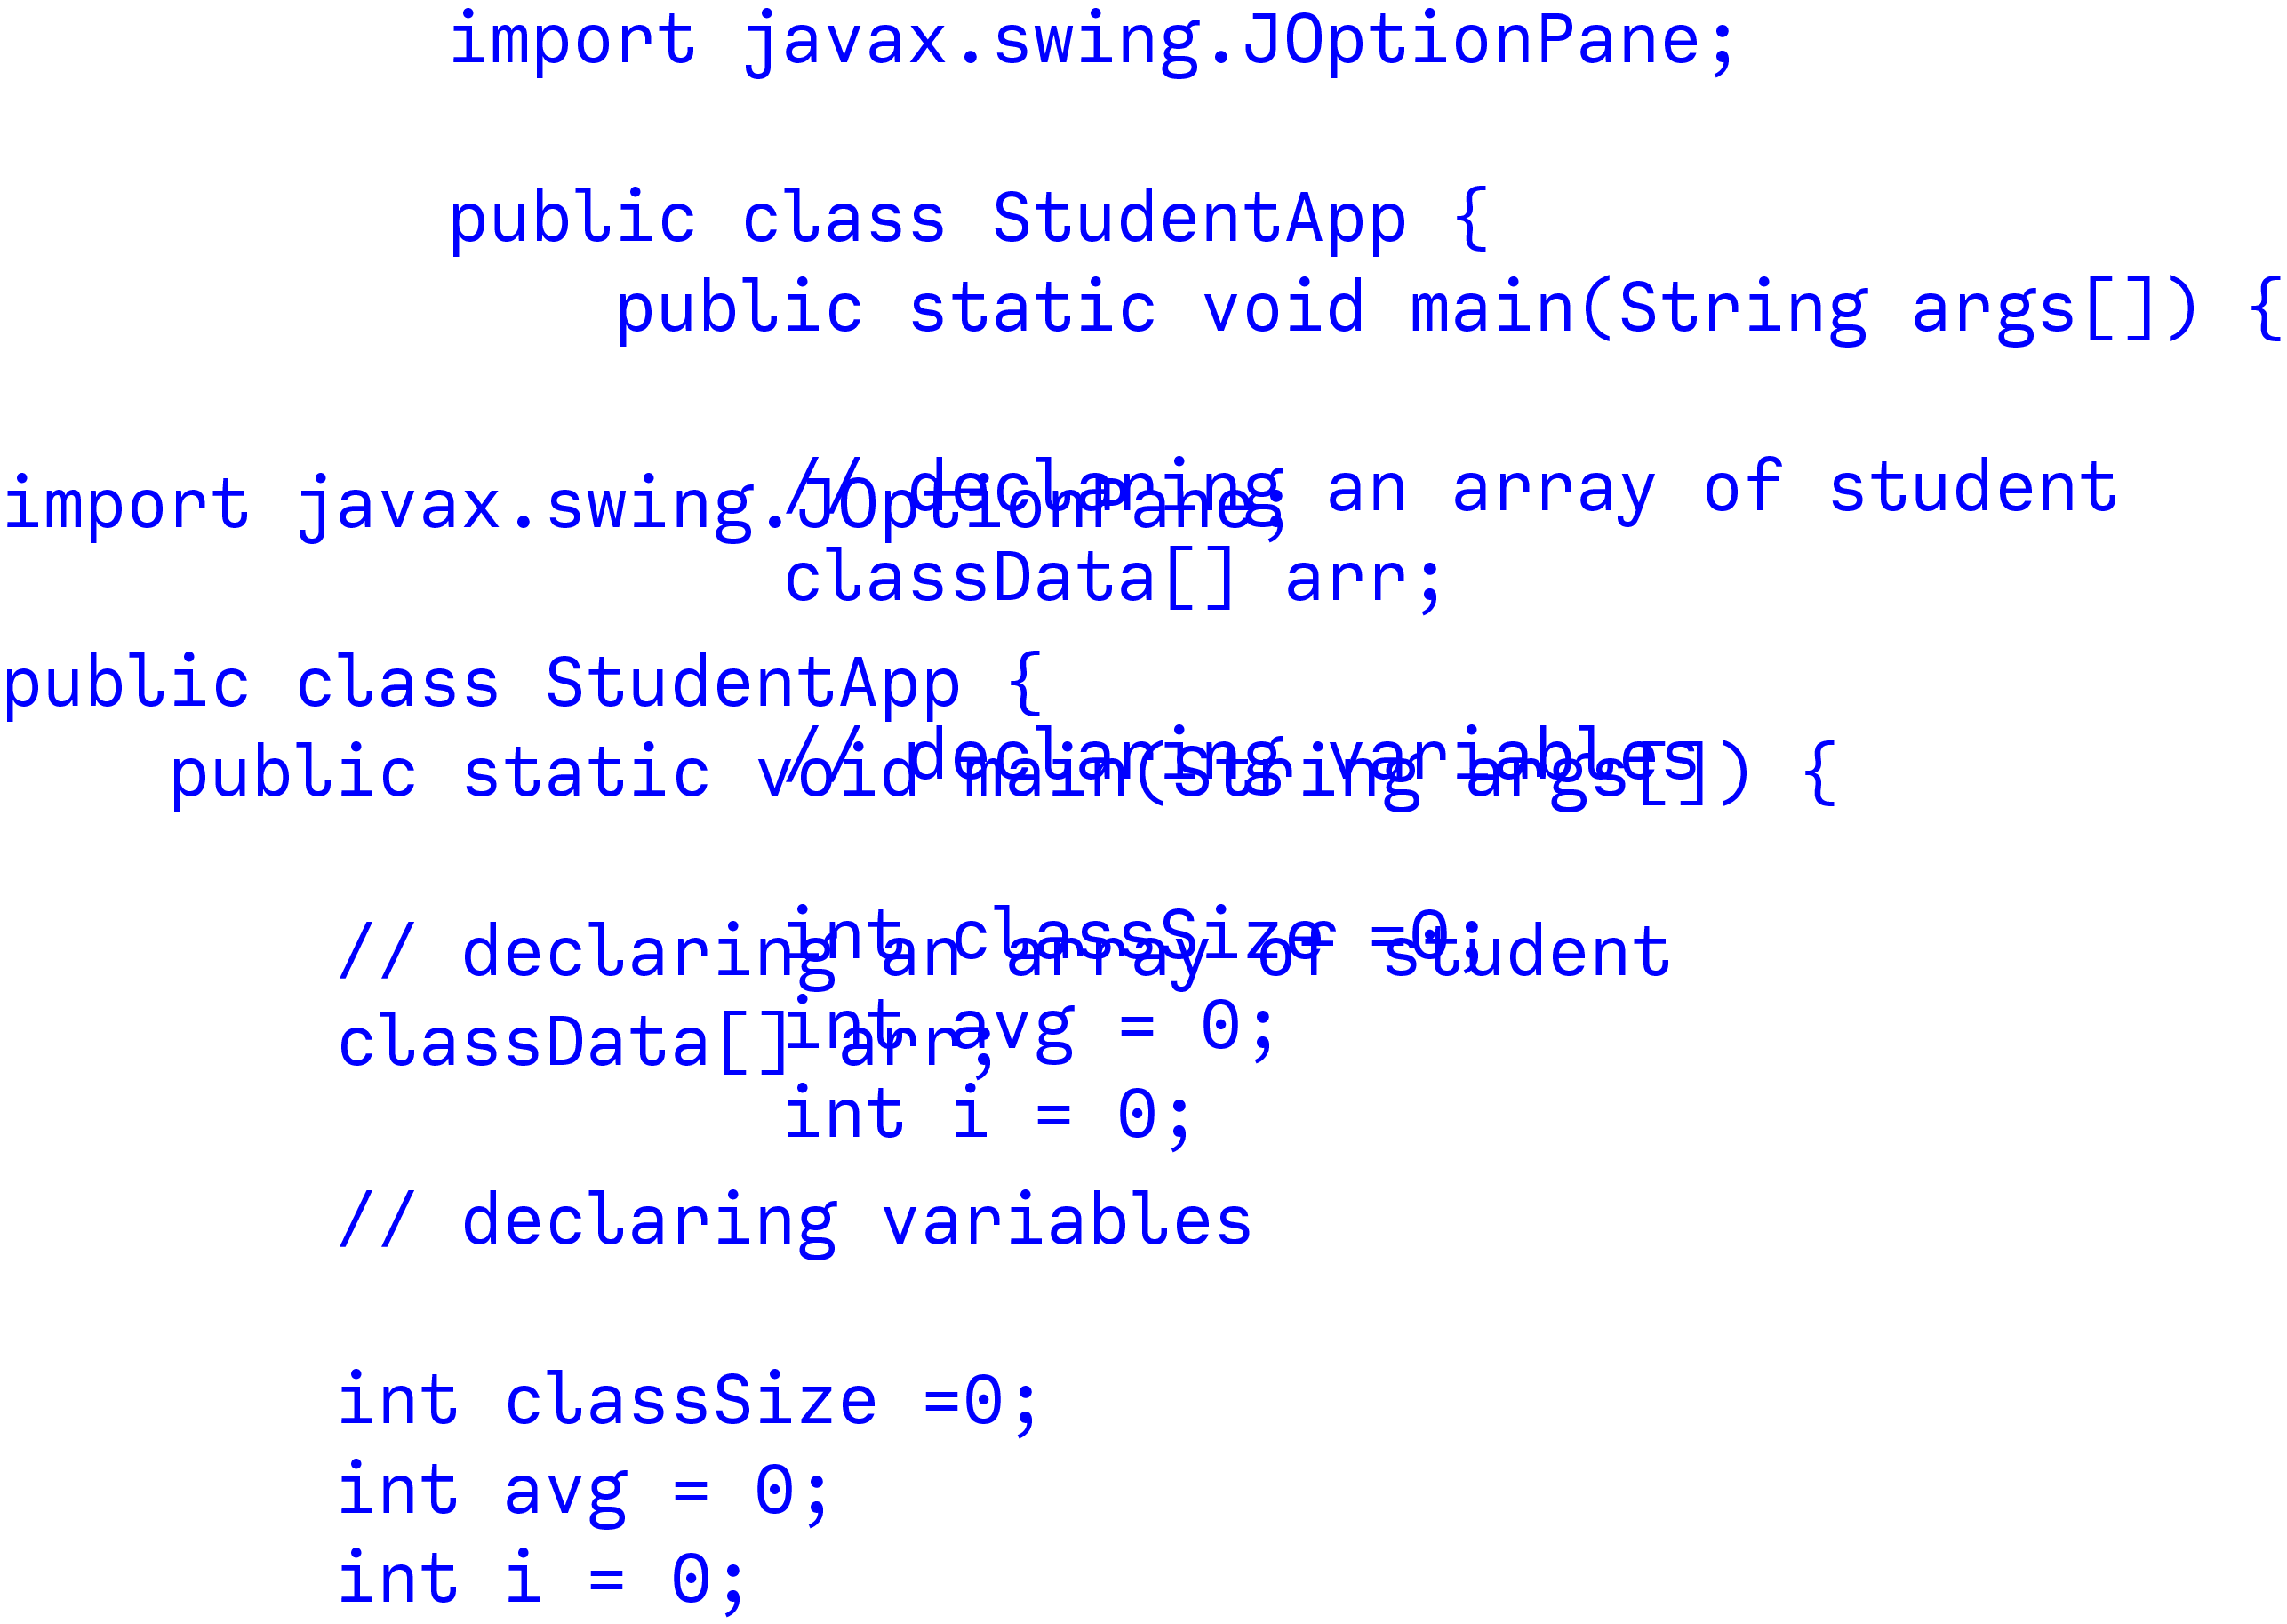 import javax.swing.JOptionPane;
public class StudentApp {
public static void main(String args[]) {
// declaring an array of student
classData[] arr;
// declaring variables
int classSize =0;
int avg = 0;
int i = 0;
import javax.swing.JOptionPane;
public class StudentApp {
public static void main(String args[]) {
// declaring an array of student
classData[] arr;
// declaring variables
int classSize =0;
int avg = 0;
int i = 0;